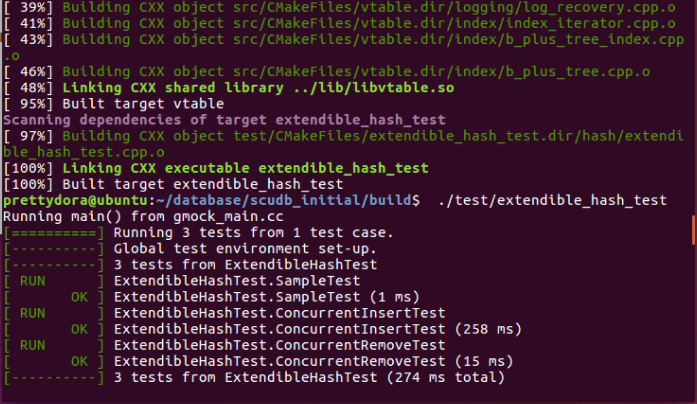 [ 39%] Building CXX object src/CMakeFiles/vtable.dir/logging/log_recovery.cpp.o
[ 41%] Building CXX object src/CMakeFiles/vtable.dir/index/index_iterator.cpp.o
[ 43%] Building CXX object src/CMakeFiles/vtable.dir/index/b_plus_tree_index.cpp
.o
[ 46%] Building CXX object src/CMakeFiles/vtable.dir/index/b_plus_tree.cpp.o
[ 48%] Linking CXX shared library ../lib/libvtable.so
[ 95%] Built target vtable
Scanning dependencies of target extendible_hash_test
[ 97%] Building CXX object test/CMakeFiles/extendible_hash_test.dir/hash/extendi
ble_hash_test.cpp.o
[100%] Linking CXX executable extendible_hash_test
[100%] Built target extendible_hash_test
prettydora@ubuntu:~/database/scudb_initial/build$  ./test/extendible_hash_test
Running main() from gmock_main.cc
[==========] Running 3 tests from 1 test case.
[----------] Global test environment set-up.
[----------] 3 tests from ExtendibleHashTest
[ RUN      ] ExtendibleHashTest.SampleTest
[       OK ] ExtendibleHashTest.SampleTest (1 ms)
[ RUN      ] ExtendibleHashTest.ConcurrentInsertTest
[       OK ] ExtendibleHashTest.ConcurrentInsertTest (258 ms)
[ RUN      ] ExtendibleHashTest.ConcurrentRemoveTest
[       OK ] ExtendibleHashTest.ConcurrentRemoveTest (15 ms)
[----------] 3 tests from ExtendibleHashTest (274 ms total)